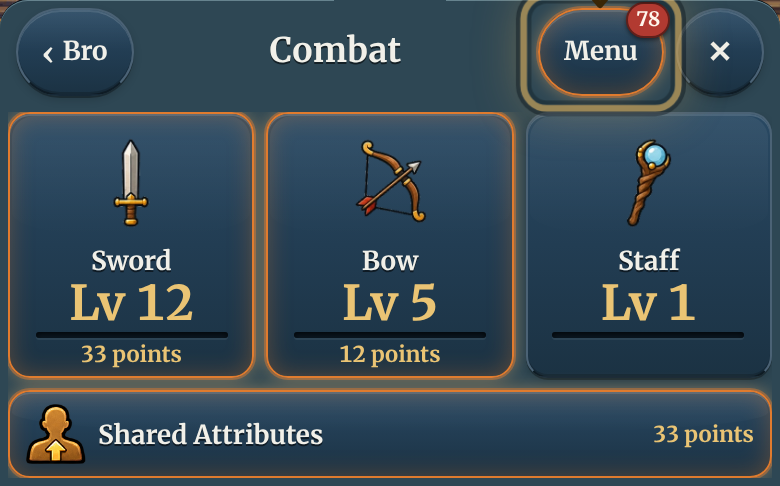 ‹ Bro
Combat
Menu
78
×
Sword
Lv 12
33 points
Bow
Lv 5
12 points
Staff
Lv 1
Shared Attributes
33 points